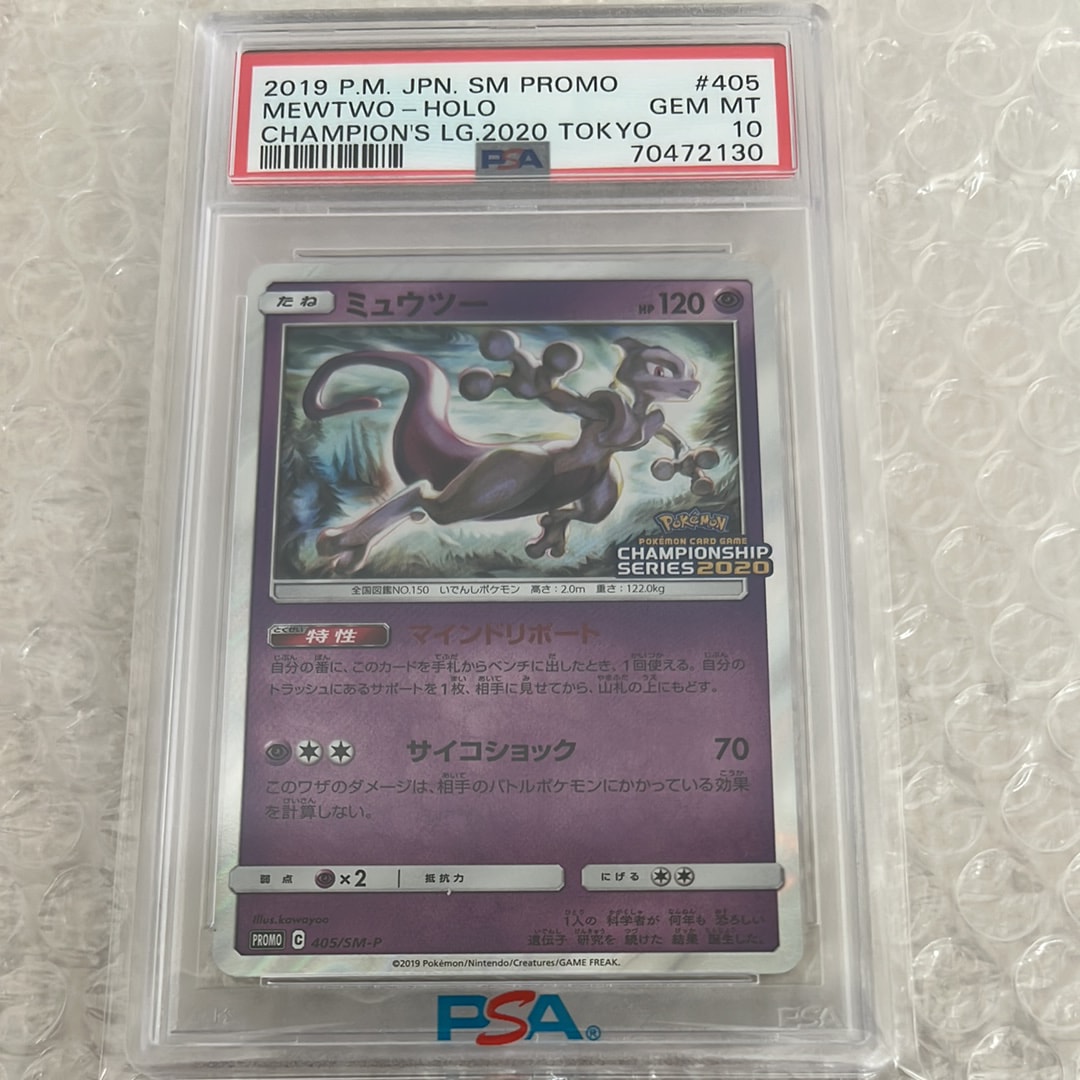 2019 P.M. JPN. SM PROMO #405
MEWTWO-HOLO GEM MT
CHAMPION'S LG.2020 TOKYO 10
PSA 70472130
たね ミュウツー HP 120
POKÉMON
POKÉMON CARD GAME
CHAMPIONSHIP
SERIES 2020
全国図鑑NO.150 いでんしポケモン 高さ:2.0m 重さ:122.0kg
特性 マインドリポート
自分の番に、このカードを手札からベンチに出したとき、1回使える。自分の
トラッシュにあるサポートを1枚、相手に見せてから、山札の上にもどす。
サイコショック 70
このワザのダメージは、相手のバトルポケモンにかかっている効果
を計算しない。
弱点 ×2 抵抗力 にげる
Illus.kawayoo
1人の 科学者が 何年も 恐ろしい
遺伝子 研究を 続けた 結果 誕生した。
PROMO C 405/SM-P
©2019 Pokémon/Nintendo/Creatures/GAME FREAK.
PSA®
PSA